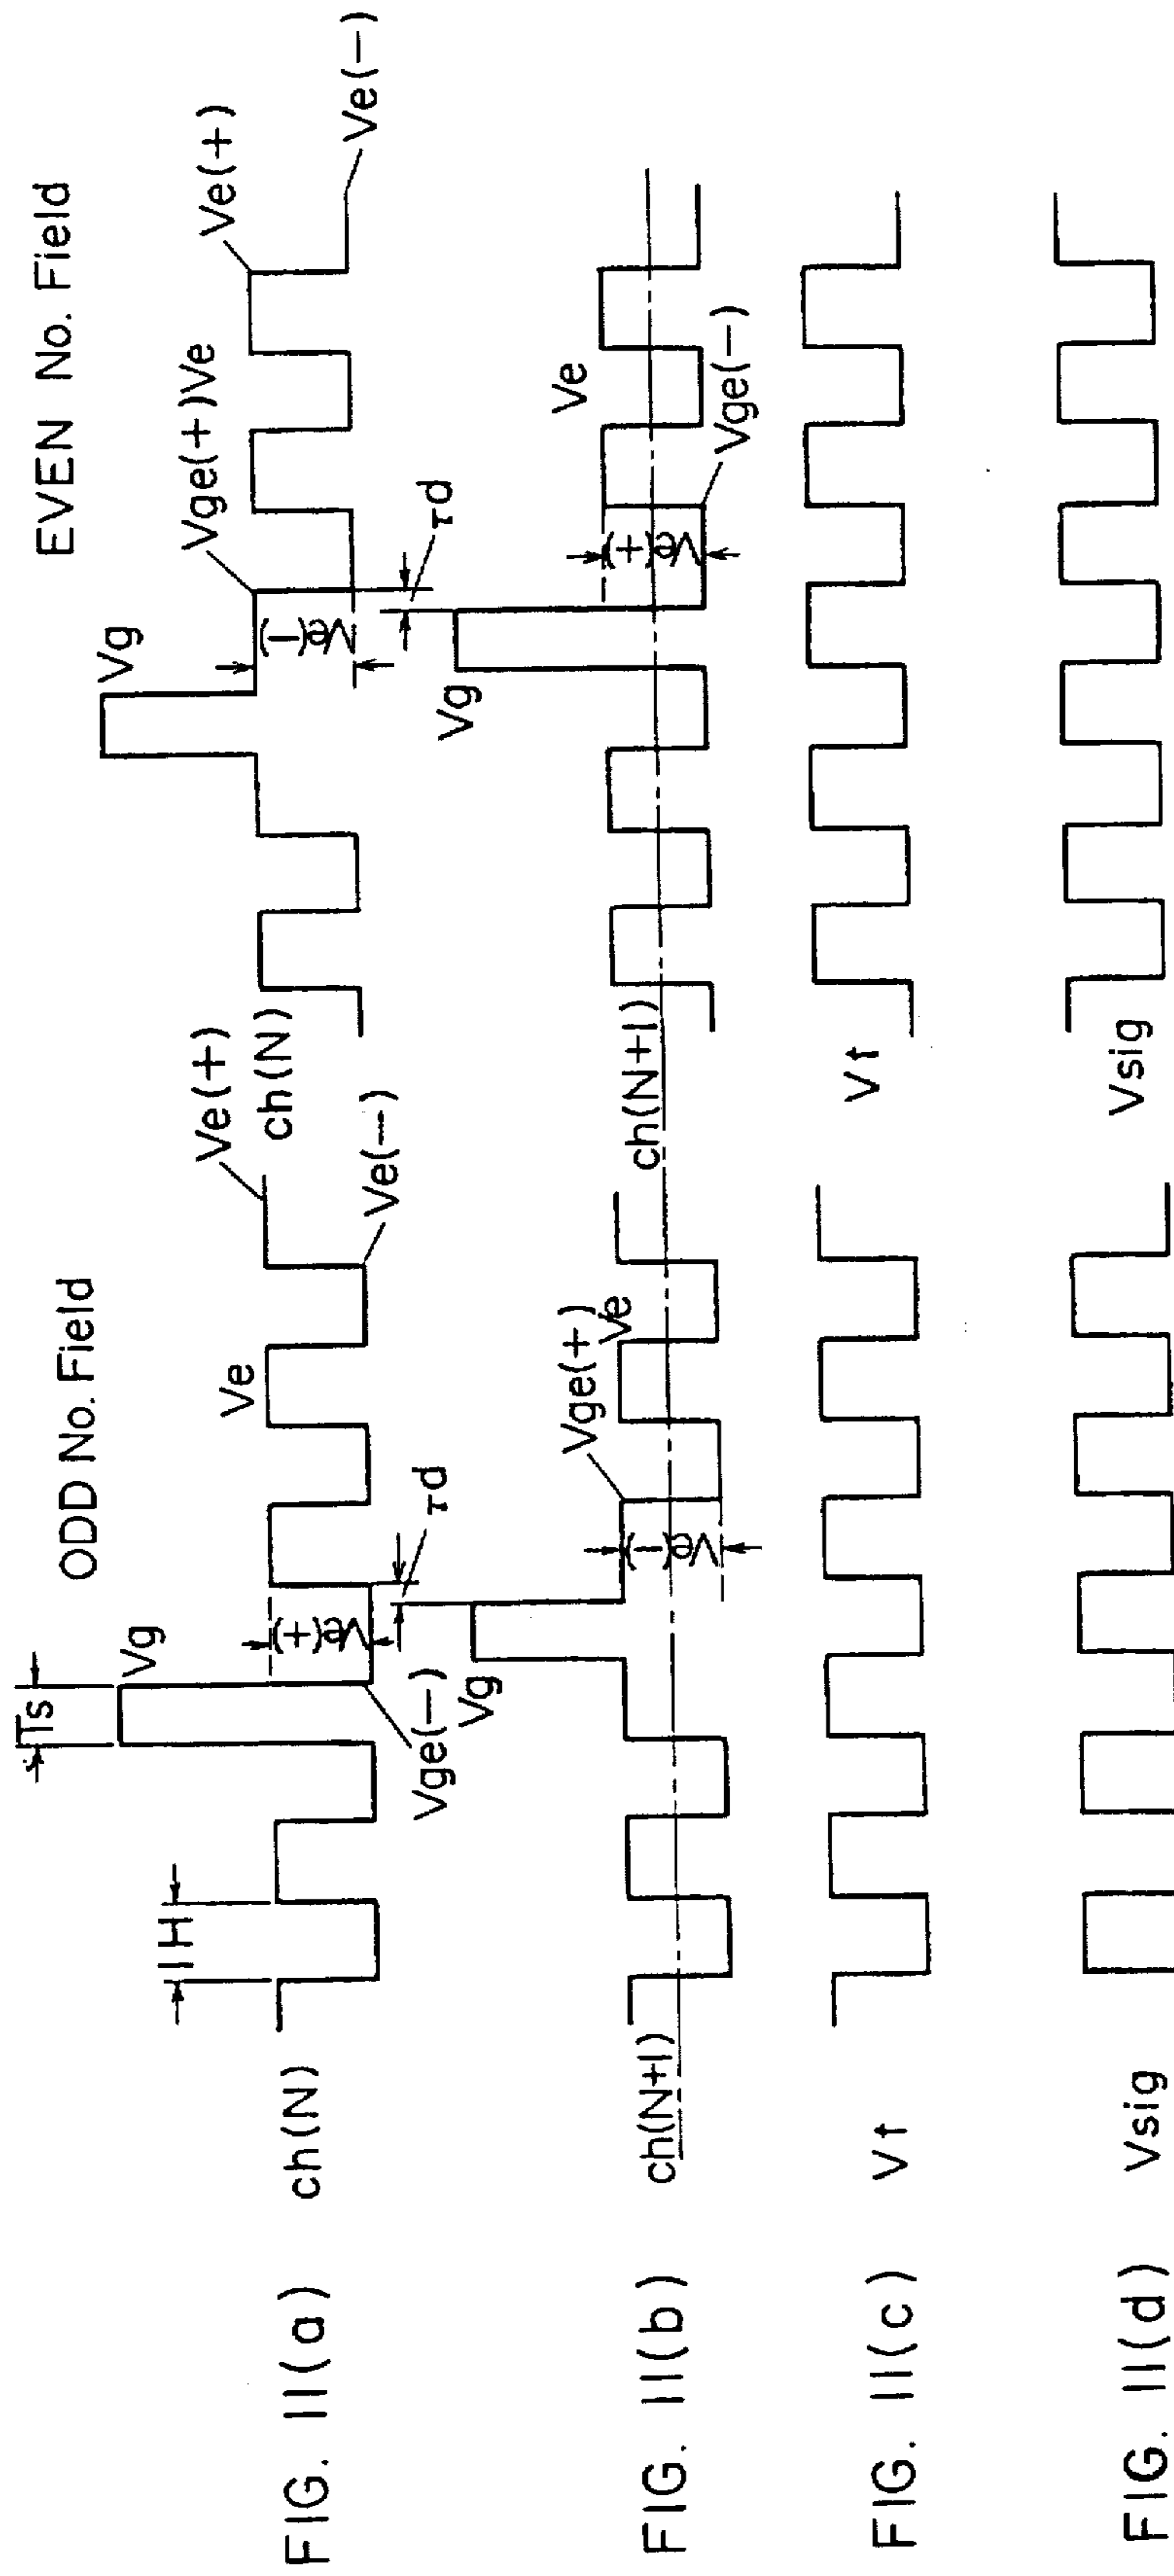 ODD No. Field
EVEN No. Field
FIG. 11(a)
ch(N)
1H
Ts
Vg
Ve(+)
Vge(−)
τd
Ve
Ve(+)
Ve(−)
ch(N)
Vg
Ve(−)
Vge(+)Ve
τd
Ve(+)
Ve(−)
FIG. 11(b)
ch(N+1)
Vg
Ve(−)
Vge(+)
Ve
ch(N+1)
Vg
Ve(+)
Ve
Vge(−)
FIG. 11(c)
Vt
Vt
FIG. 11(d)
Vsig
Vsig